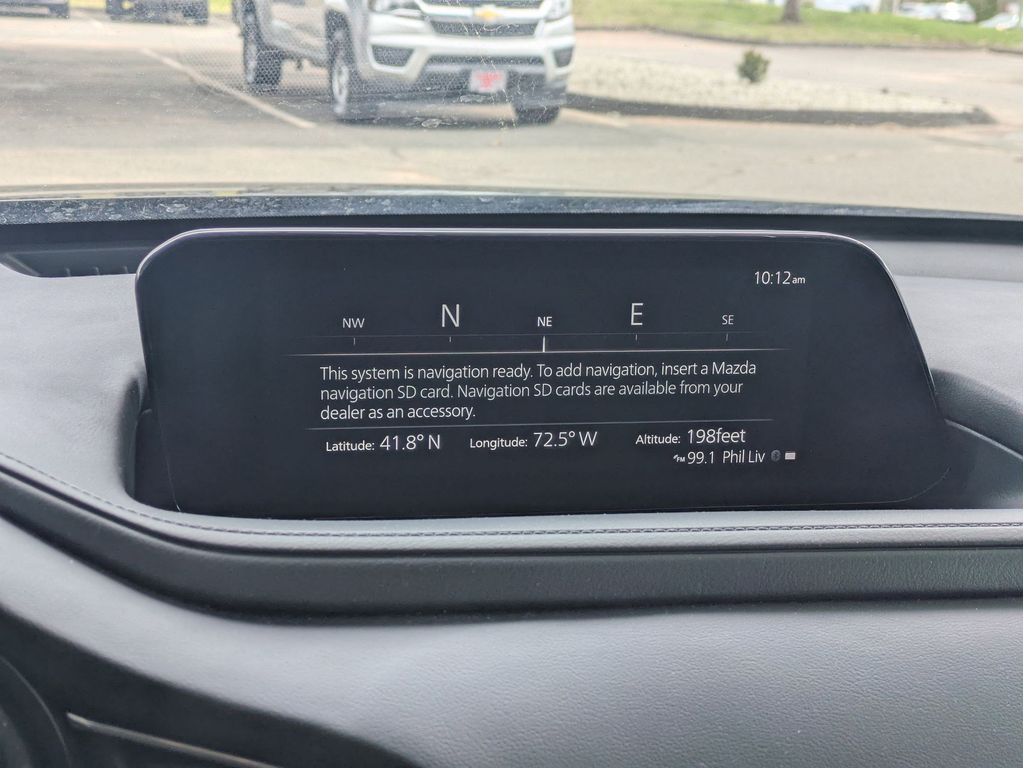 10:12am
NW N NE E SE
This system is navigation ready. To add navigation, insert a Mazda
navigation SD card. Navigation SD cards are available from your
dealer as an accessory.
Latitude: 41.8° N Longitude: 72.5° W Altitude: 198feet
FM 99.1 Phil Liv